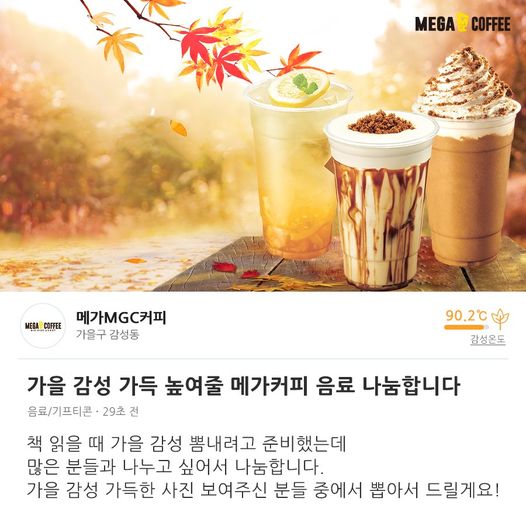 MEGA COFFEE
MEGA COFFEE
메가MGC커피
가을구 감성동
90.2℃
감성온도
가을 감성 가득 높여줄 메가커피 음료 나눔합니다
음료/기프티콘 - 29초 전
책 읽을 때 가을 감성 뽐내려고 준비했는데
많은 분들과 나누고 싶어서 나눔합니다.
가을 감성 가득한 사진 보여주신 분들 중에서 뽑아서 드릴게요!